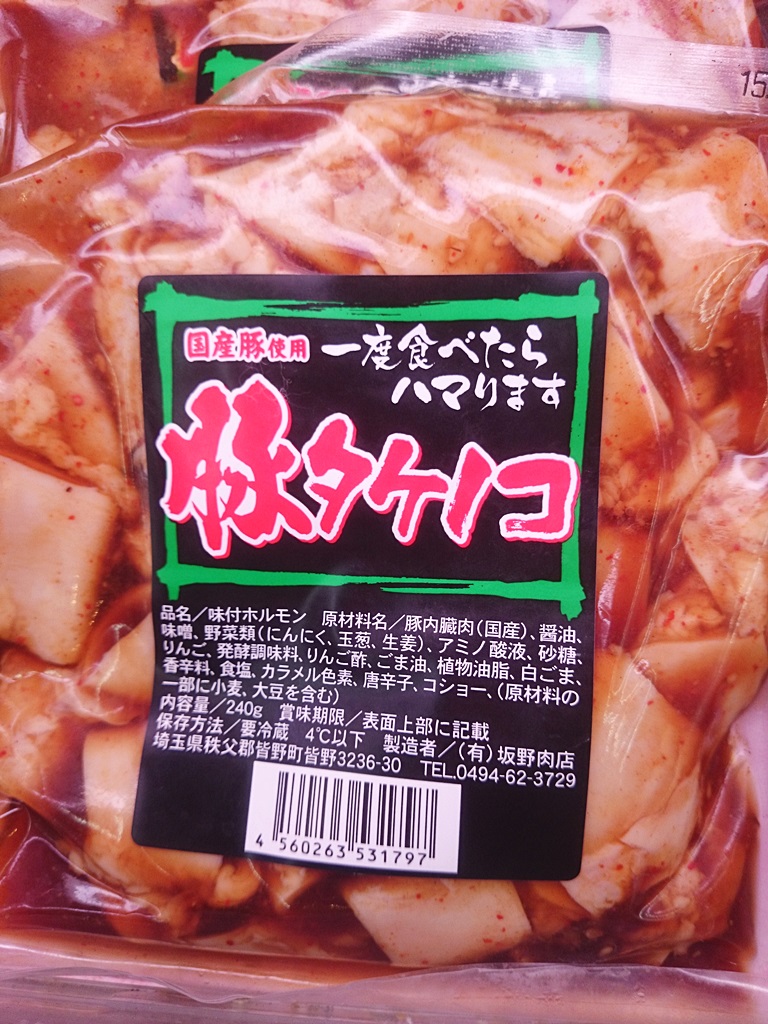 15.
国産豚使用 一度食べたら
ハマります
豚タケノコ
品名／味付ホルモン 原材料名／豚内臓肉(国産)、醤油、
味噌、野菜類(にんにく、玉葱、生姜)、アミノ酸液、砂糖、
りんご、発酵調味料、りんご酢、ごま油、植物油脂、白ごま、
香辛料、食塩、カラメル色素、唐辛子、コショー、(原材料の
一部に小麦、大豆を含む)
内容量／240g 賞味期限／表面上部に記載
保存方法／要冷蔵 4℃以下 製造者／(有)坂野肉店
埼玉県秩父郡皆野町皆野3236-30 TEL.0494-62-3729
4 560263 531797